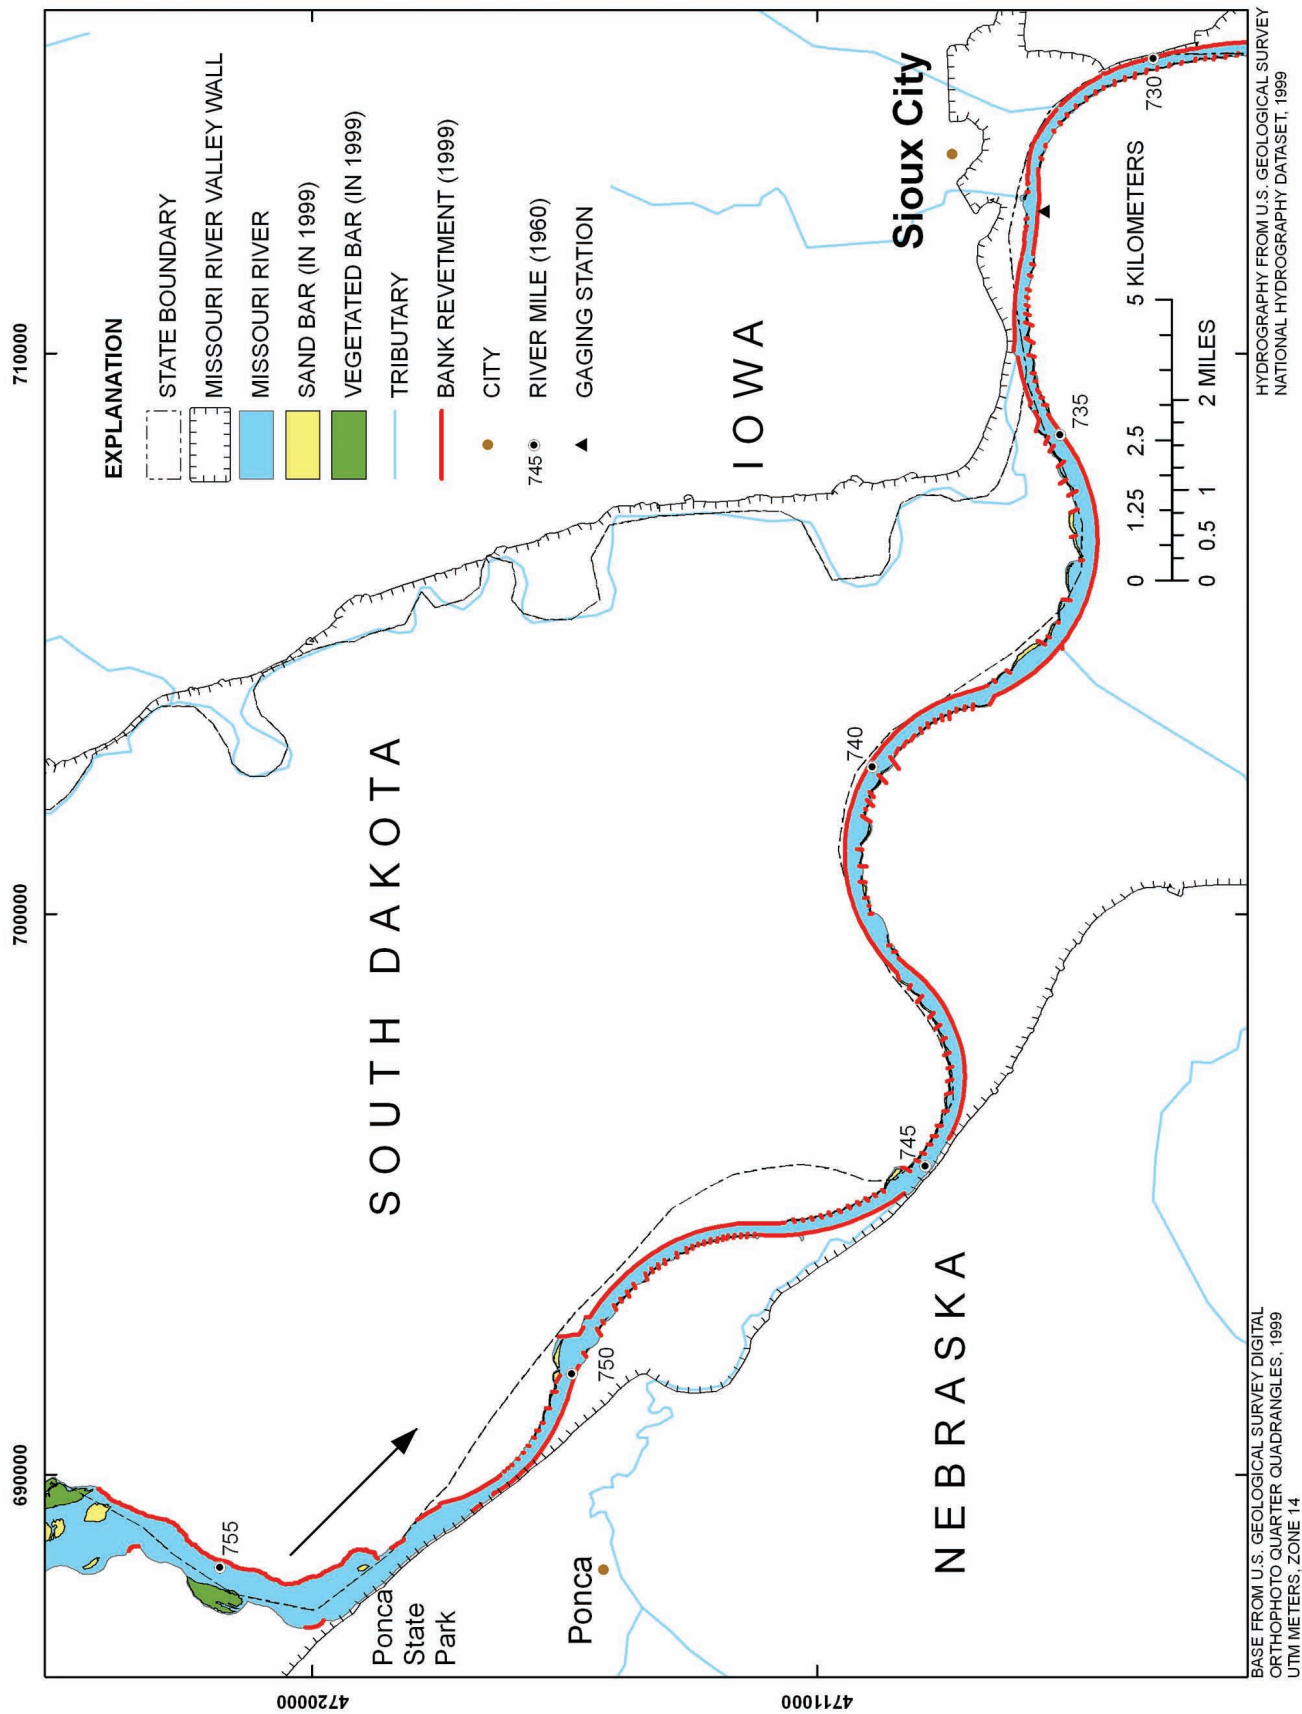 690000
700000
710000
4720000
4711000
EXPLANATION
STATE BOUNDARY
MISSOURI RIVER VALLEY WALL
MISSOURI RIVER
SAND BAR (IN 1999)
VEGETATED BAR (IN 1999)
TRIBUTARY
BANK REVETMENT (1999)
CITY
745 RIVER MILE (1960)
GAGING STATION
SOUTH DAKOTA
IOWA
NEBRASKA
Sioux City
Ponca
State
Park
Ponca
755
750
745
740
735
730
0 1.25 2.5 5 KILOMETERS
0 0.5 1 2 MILES
BASE FROM U.S. GEOLOGICAL SURVEY DIGITAL
ORTHOPHOTO QUARTER QUADRANGLES, 1999
UTM METERS, ZONE 14
HYDROGRAPHY FROM U.S. GEOLOGICAL SURVEY
NATIONAL HYDROGRAPHY DATASET, 1999